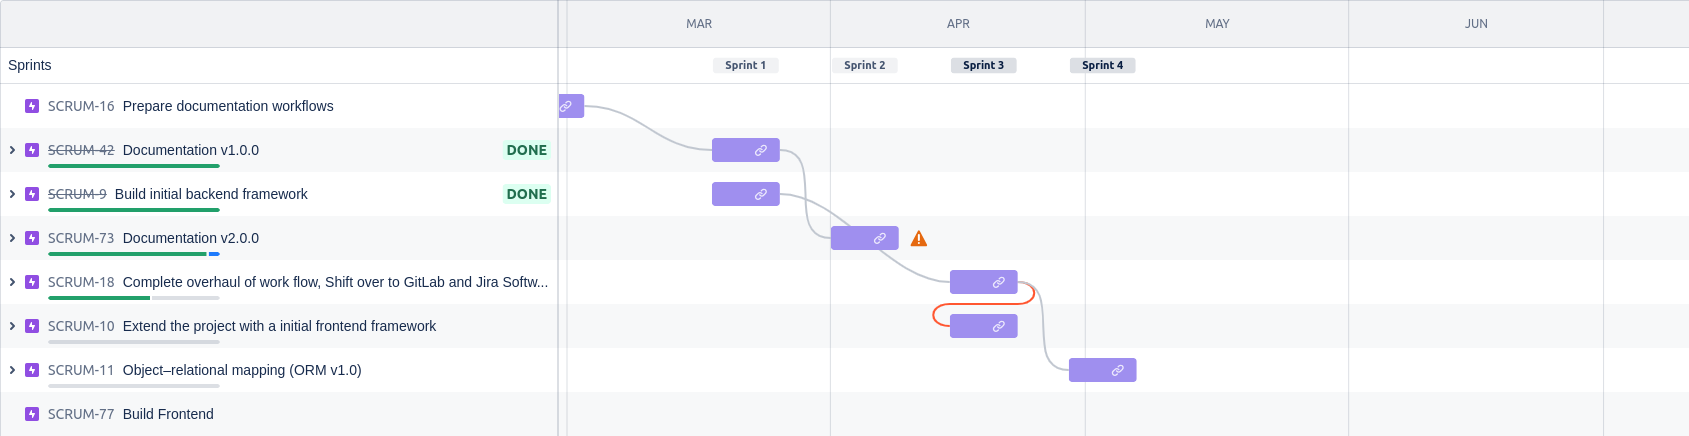 MAR APR MAY JUN
Sprints Sprint 1 Sprint 2 Sprint 3 Sprint 4
SCRUM-16 Prepare documentation workflows
SCRUM-42 Documentation v1.0.0 DONE
SCRUM-9 Build initial backend framework DONE
SCRUM-73 Documentation v2.0.0
SCRUM-18 Complete overhaul of work flow, Shift over to GitLab and Jira Softw...
SCRUM-10 Extend the project with a initial frontend framework
SCRUM-11 Object–relational mapping (ORM v1.0)
SCRUM-77 Build Frontend